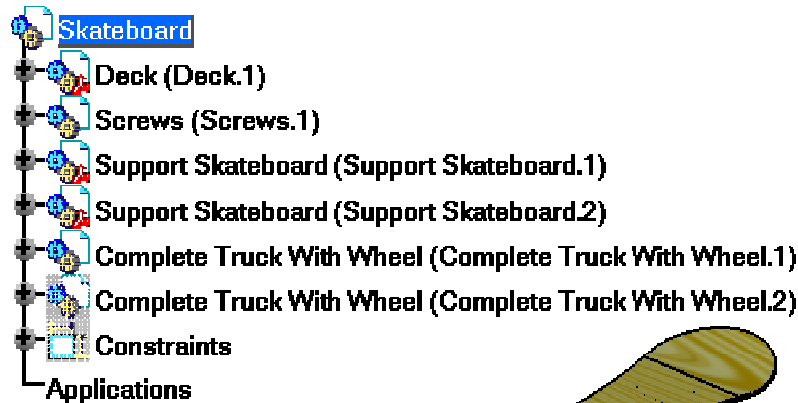 Skateboard
Deck (Deck.1)
Screws (Screws.1)
Support Skateboard (Support Skateboard.1)
Support Skateboard (Support Skateboard.2)
Complete Truck With Wheel (Complete Truck With Wheel.1)
Complete Truck With Wheel (Complete Truck With Wheel.2)
Constraints
Applications